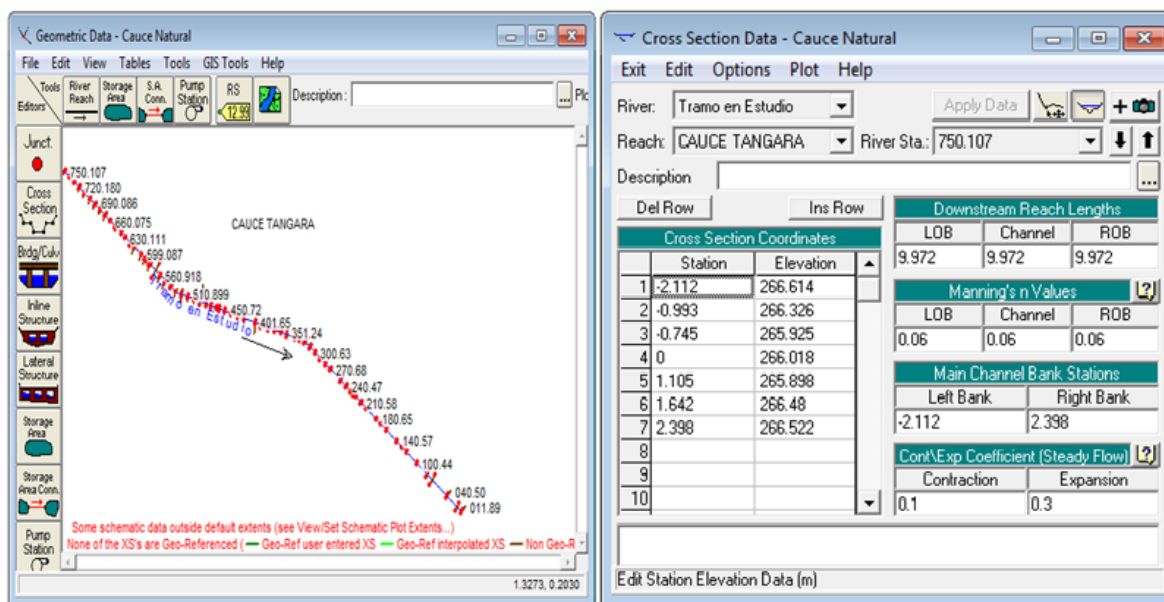 Geometric Data - Cauce Natural
File Edit View Tables Tools GIS Tools Help
Tools
Editors
River
Reach
Storage
Area
S.A.
Conn.
Pump
Station
RS
12.99
Description :
...
Plo
Junct.
Cross
Section
Brdg/Culv
Inline
Structure
Lateral
Structure
Storage
Area
Storage
Area Conn.
Pump
Station
750.107
720.180
690.086
660.075
630.111
599.087
560.918
510.899
450.72
401.65
351.24
300.63
270.68
240.47
210.58
180.65
140.57
100.44
040.50
011.89
CAUCE TANGARA
Tramo en Estudio
Some schematic data outside default extents (see View/Set Schematic Plot Extents...)
None of the XS's are Geo-Referenced ( Geo-Ref user entered XS Geo-Ref interpolated XS Non Geo-R
1.3273, 0.2030
Cross Section Data - Cauce Natural
Exit Edit Options Plot Help
River: Tramo en Estudio Apply Data
Reach: CAUCE TANGARA River Sta.: 750.107
Description ...
Del Row Ins Row
Cross Section Coordinates
Station Elevation
1 -2.112 266.614
2 -0.993 266.326
3 -0.745 265.925
4 0 266.018
5 1.105 265.898
6 1.642 266.48
7 2.398 266.522
8
9
10
Downstream Reach Lengths
LOB Channel ROB
9.972 9.972 9.972
Manning's n Values
LOB Channel ROB
0.06 0.06 0.06
Main Channel Bank Stations
Left Bank Right Bank
-2.112 2.398
Cont\Exp Coefficient (Steady Flow)
Contraction Expansion
0.1 0.3
Edit Station Elevation Data (m)